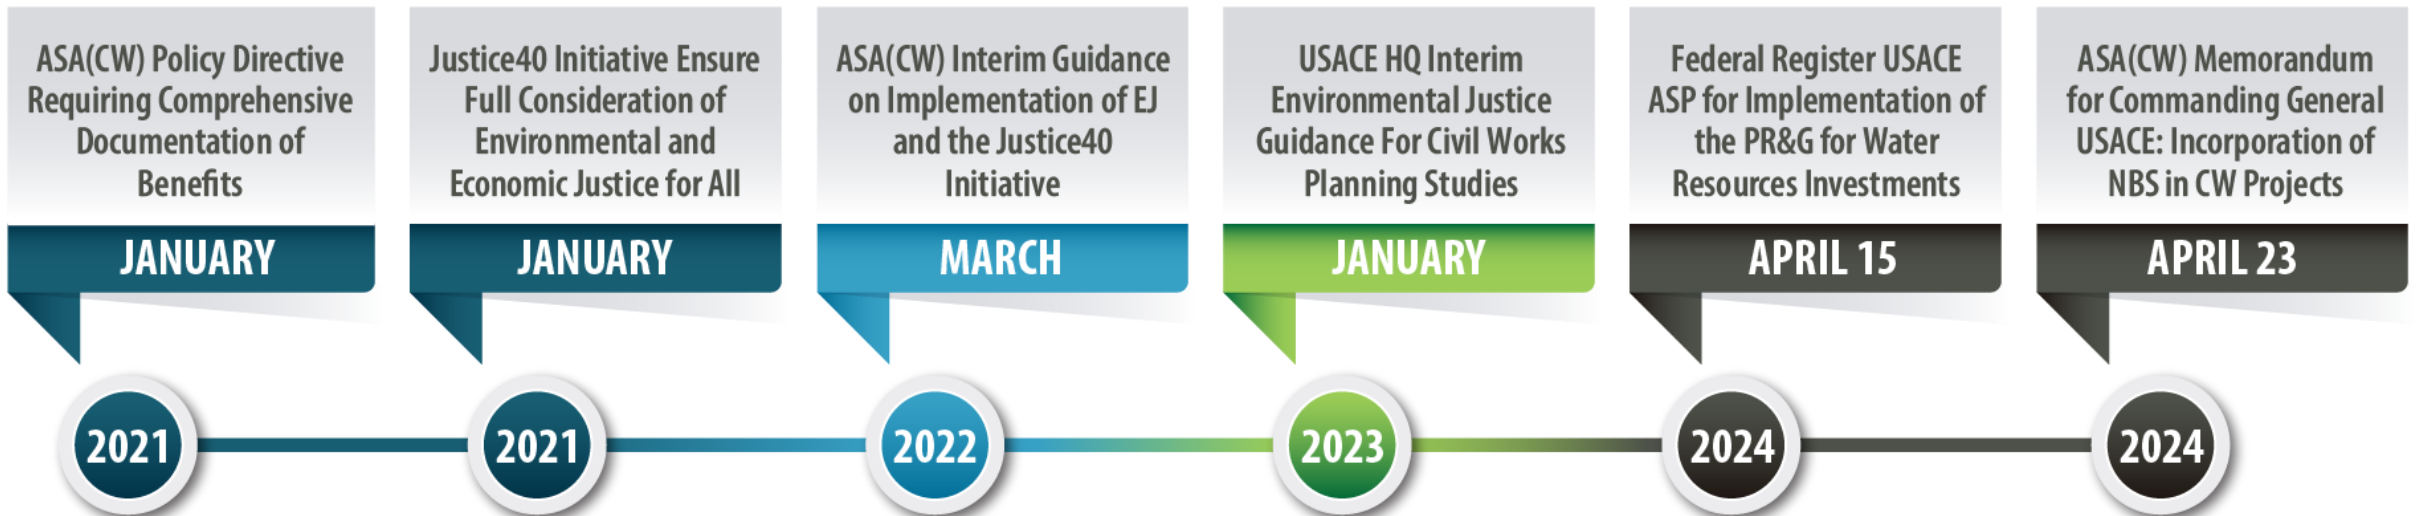 ASA(CW) Policy Directive
Requiring Comprehensive
Documentation of
Benefits
JANUARY
2021
Justice40 Initiative Ensure
Full Consideration of
Environmental and
Economic Justice for All
JANUARY
2021
ASA(CW) Interim Guidance
on Implementation of EJ
and the Justice40
Initiative
MARCH
2022
USACE HQ Interim
Environmental Justice
Guidance For Civil Works
Planning Studies
JANUARY
2023
Federal Register USACE
ASP for Implementation of
the PR&G for Water
Resources Investments
APRIL 15
2024
ASA(CW) Memorandum
for Commanding General
USACE: Incorporation of
NBS in CW Projects
APRIL 23
2024